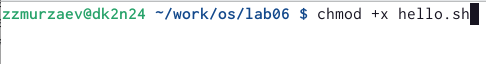 zzmurzaev@dk2n24 ~/work/os/lab06 $ chmod +x hello.sh